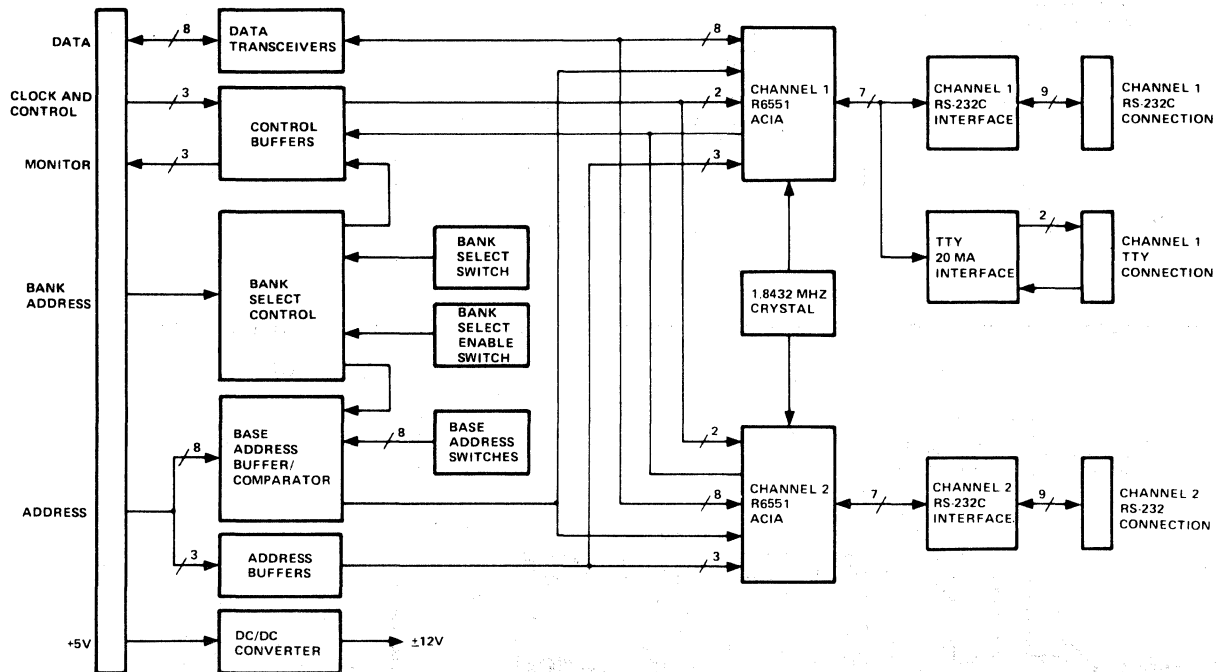 DATA
8
DATA
TRANSCEIVERS
8
CLOCK AND
CONTROL
3
CONTROL
BUFFERS
2
MONITOR
3
3
CHANNEL 1
R6551
ACIA
7
CHANNEL 1
RS-232C
INTERFACE
9
CHANNEL 1
RS-232C
CONNECTION
TTY
20 MA
INTERFACE
2
CHANNEL 1
TTY
CONNECTION
BANK
ADDRESS
BANK
SELECT
CONTROL
BANK
SELECT
SWITCH
BANK
SELECT
ENABLE
SWITCH
1.8432 MHZ
CRYSTAL
ADDRESS
8
BASE
ADDRESS
BUFFER/
COMPARATOR
8
BASE
ADDRESS
SWITCHES
3
ADDRESS
BUFFERS
2
8
3
CHANNEL 2
R6551
ACIA
7
CHANNEL 2
RS-232C
INTERFACE
9
CHANNEL 2
RS-232
CONNECTION
+5V
DC/DC
CONVERTER
±12V